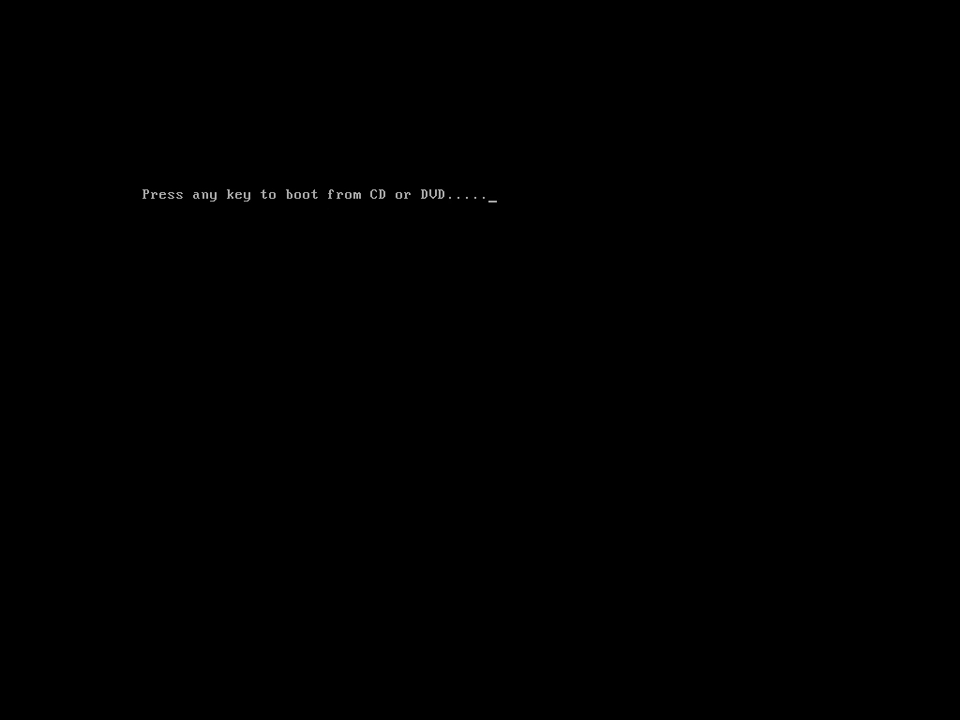 Press any key to boot from CD or DVD....._